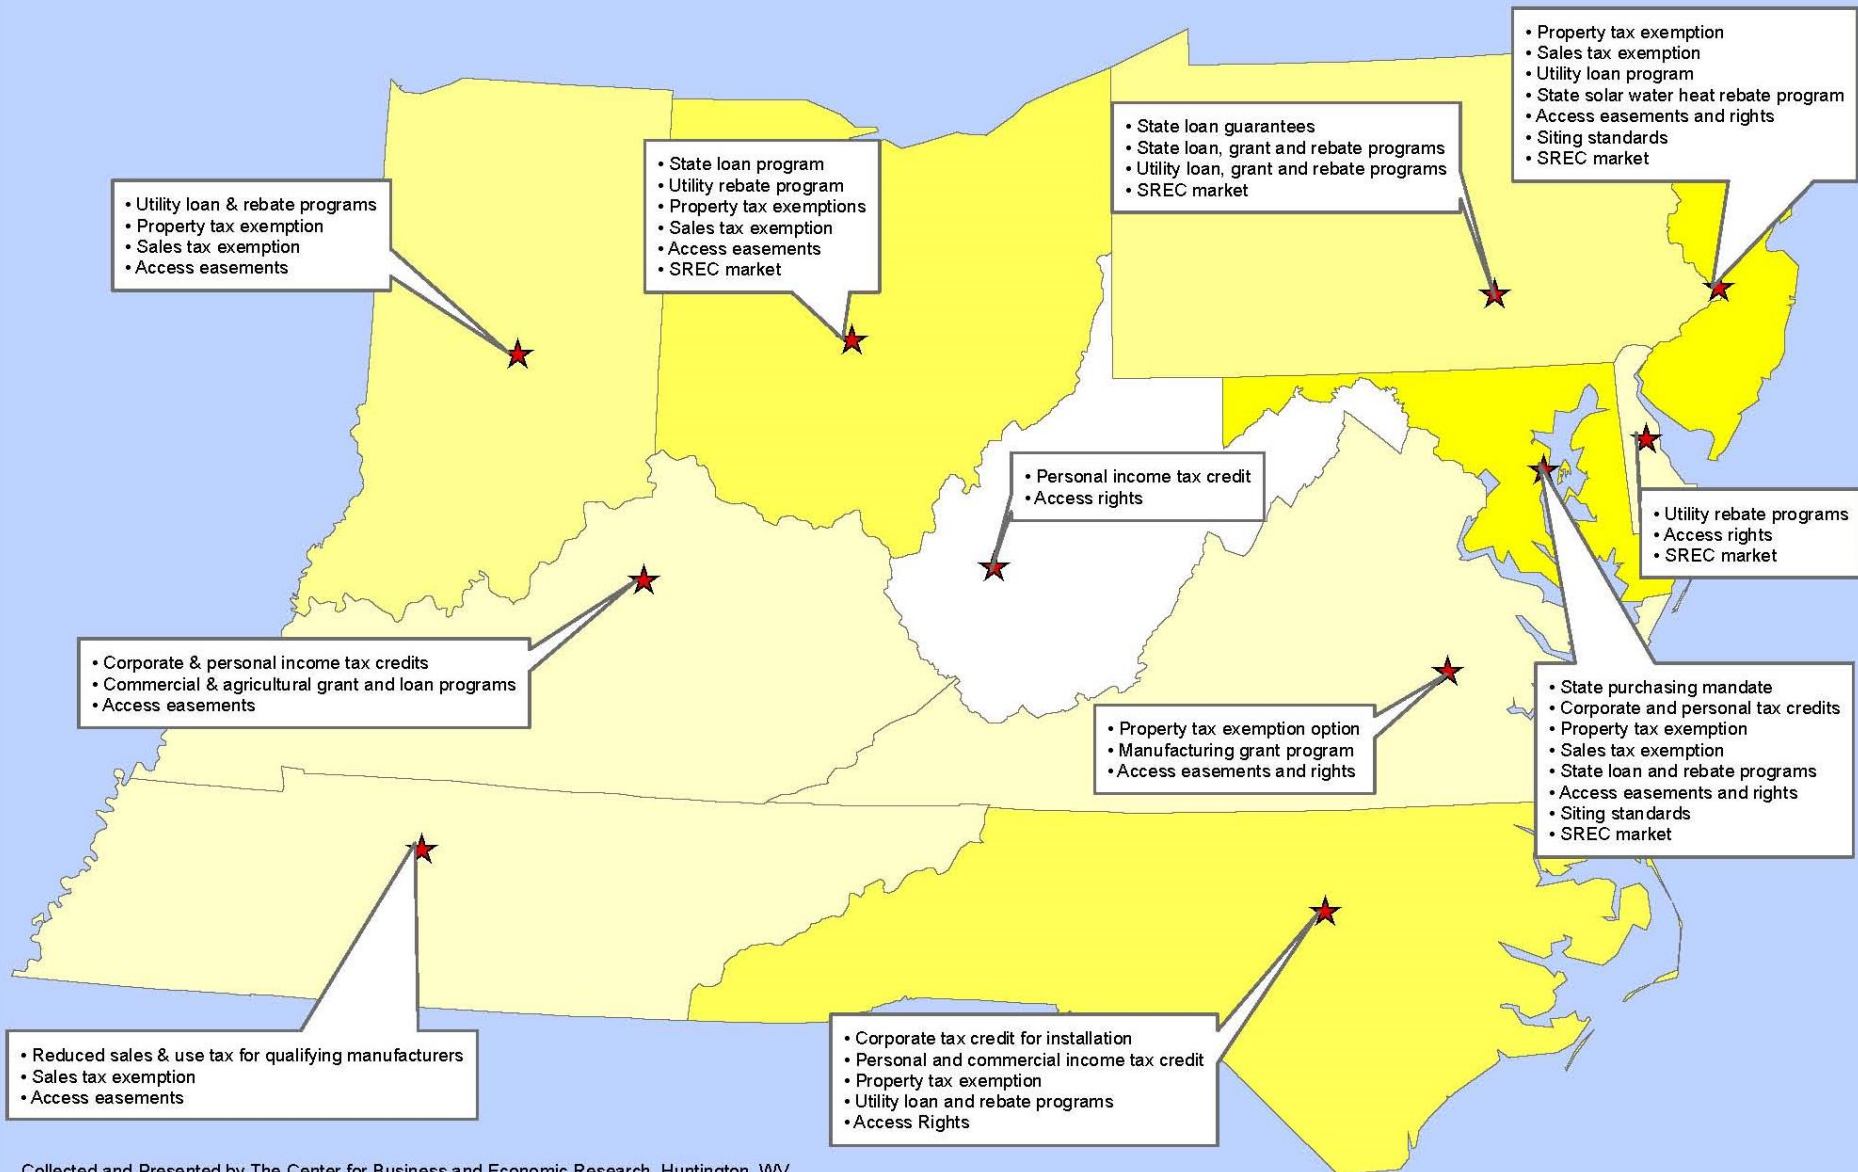 • Property tax exemption
• Sales tax exemption
• Utility loan program
• State solar water heat rebate program
• Access easements and rights
• Siting standards
• SREC market
• State loan guarantees
• State loan, grant and rebate programs
• Utility loan, grant and rebate programs
• SREC market
• State loan program
• Utility rebate program
• Property tax exemptions
• Sales tax exemption
• Access easements
• SREC market
• Utility loan & rebate programs
• Property tax exemption
• Sales tax exemption
• Access easements
• Personal income tax credit
• Access rights
• Utility rebate programs
• Access rights
• SREC market
• Corporate & personal income tax credits
• Commercial & agricultural grant and loan programs
• Access easements
• Property tax exemption option
• Manufacturing grant program
• Access easements and rights
• State purchasing mandate
• Corporate and personal tax credits
• Property tax exemption
• Sales tax exemption
• State loan and rebate programs
• Access easements and rights
• Siting standards
• SREC market
• Reduced sales & use tax for qualifying manufacturers
• Sales tax exemption
• Access easements
• Corporate tax credit for installation
• Personal and commercial income tax credit
• Property tax exemption
• Utility loan and rebate programs
• Access Rights
Collected and Presented by The Center for Business and Economic Research, Huntington, WV